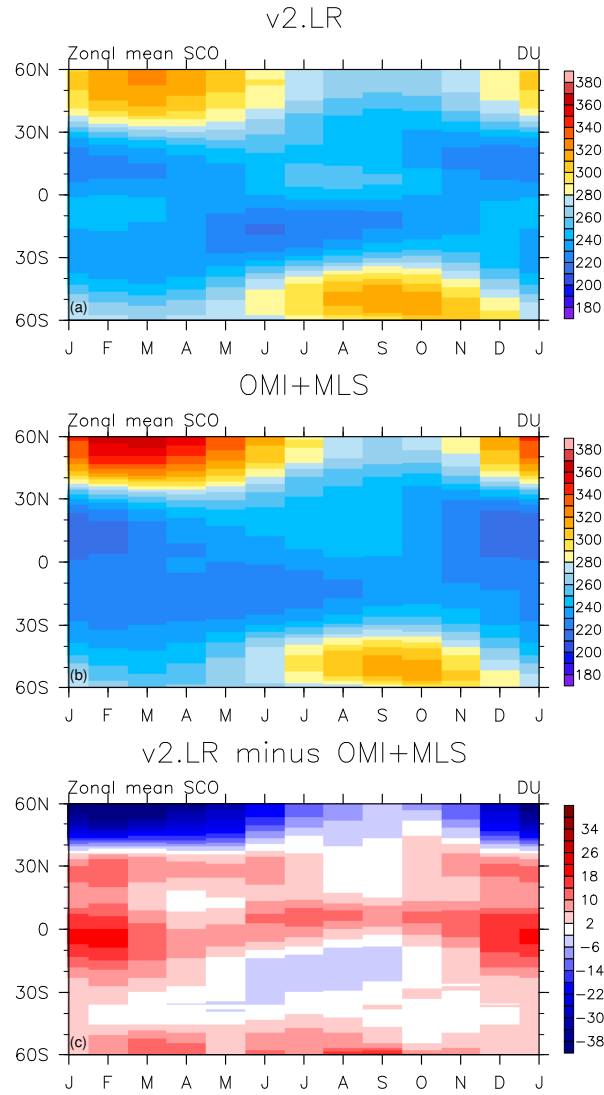 v2.LR
Zonal mean SCO DU
60N
30N
0
30S
60S
(a)
J F M A M J J A S O N D J
380
360
340
320
300
280
260
240
220
200
180
OMI+MLS
Zonal mean SCO DU
60N
30N
0
30S
60S
(b)
J F M A M J J A S O N D J
380
360
340
320
300
280
260
240
220
200
180
v2.LR minus OMI+MLS
Zonal mean SCO DU
60N
30N
0
30S
60S
(c)
J F M A M J J A S O N D J
34
26
18
10
2
−6
−14
−22
−30
−38